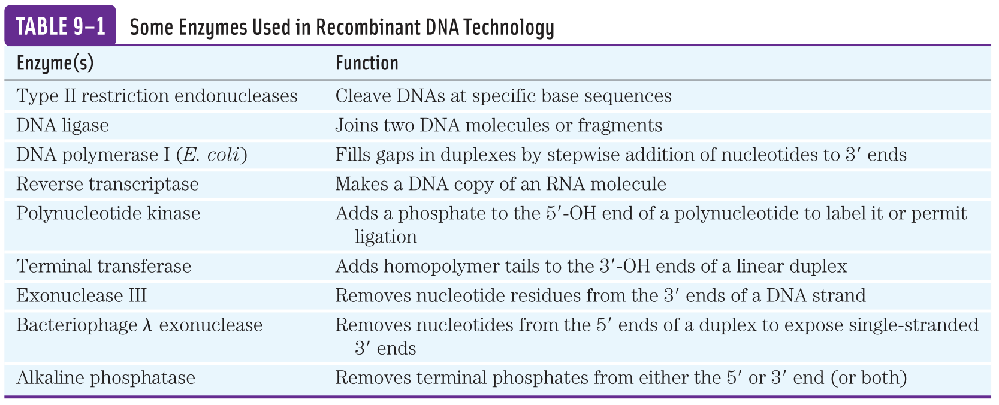 TABLE 9–1 Some Enzymes Used in Recombinant DNA Technology
Enzyme(s) Function
Type II restriction endonucleases Cleave DNAs at specific base sequences
DNA ligase Joins two DNA molecules or fragments
DNA polymerase I (E. coli) Fills gaps in duplexes by stepwise addition of nucleotides to 3′ ends
Reverse transcriptase Makes a DNA copy of an RNA molecule
Polynucleotide kinase Adds a phosphate to the 5′-OH end of a polynucleotide to label it or permit
ligation
Terminal transferase Adds homopolymer tails to the 3′-OH ends of a linear duplex
Exonuclease III Removes nucleotide residues from the 3′ ends of a DNA strand
Bacteriophage λ exonuclease Removes nucleotides from the 5′ ends of a duplex to expose single-stranded
3′ ends
Alkaline phosphatase Removes terminal phosphates from either the 5′ or 3′ end (or both)